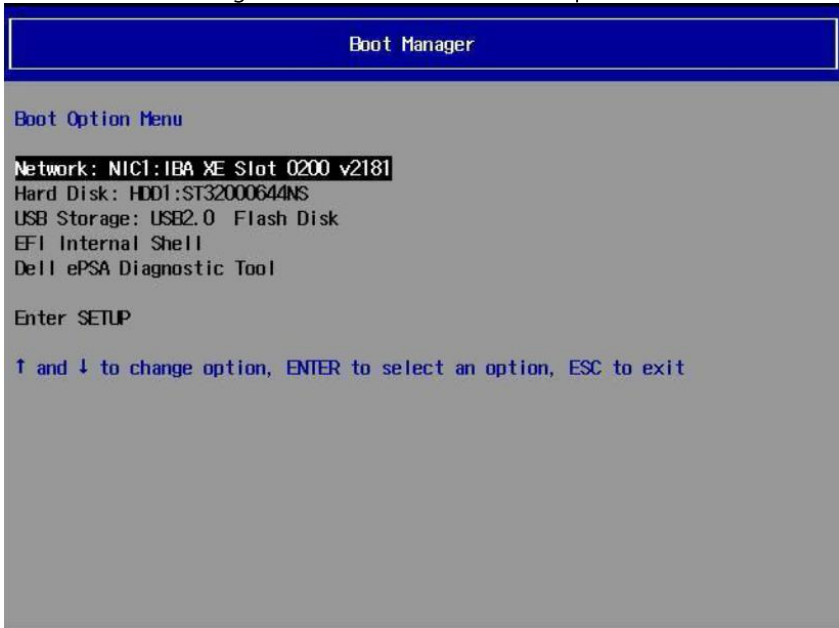 Boot Manager
Boot Option Menu
Network: NIC1:IBA XE Slot 0200 v2181
Hard Disk: HDD1:ST32000644NS
USB Storage: USB2.0 Flash Disk
EFI Internal Shell
Dell ePSA Diagnostic Tool
Enter SETUP
↑ and ↓ to change option, ENTER to select an option, ESC to exit